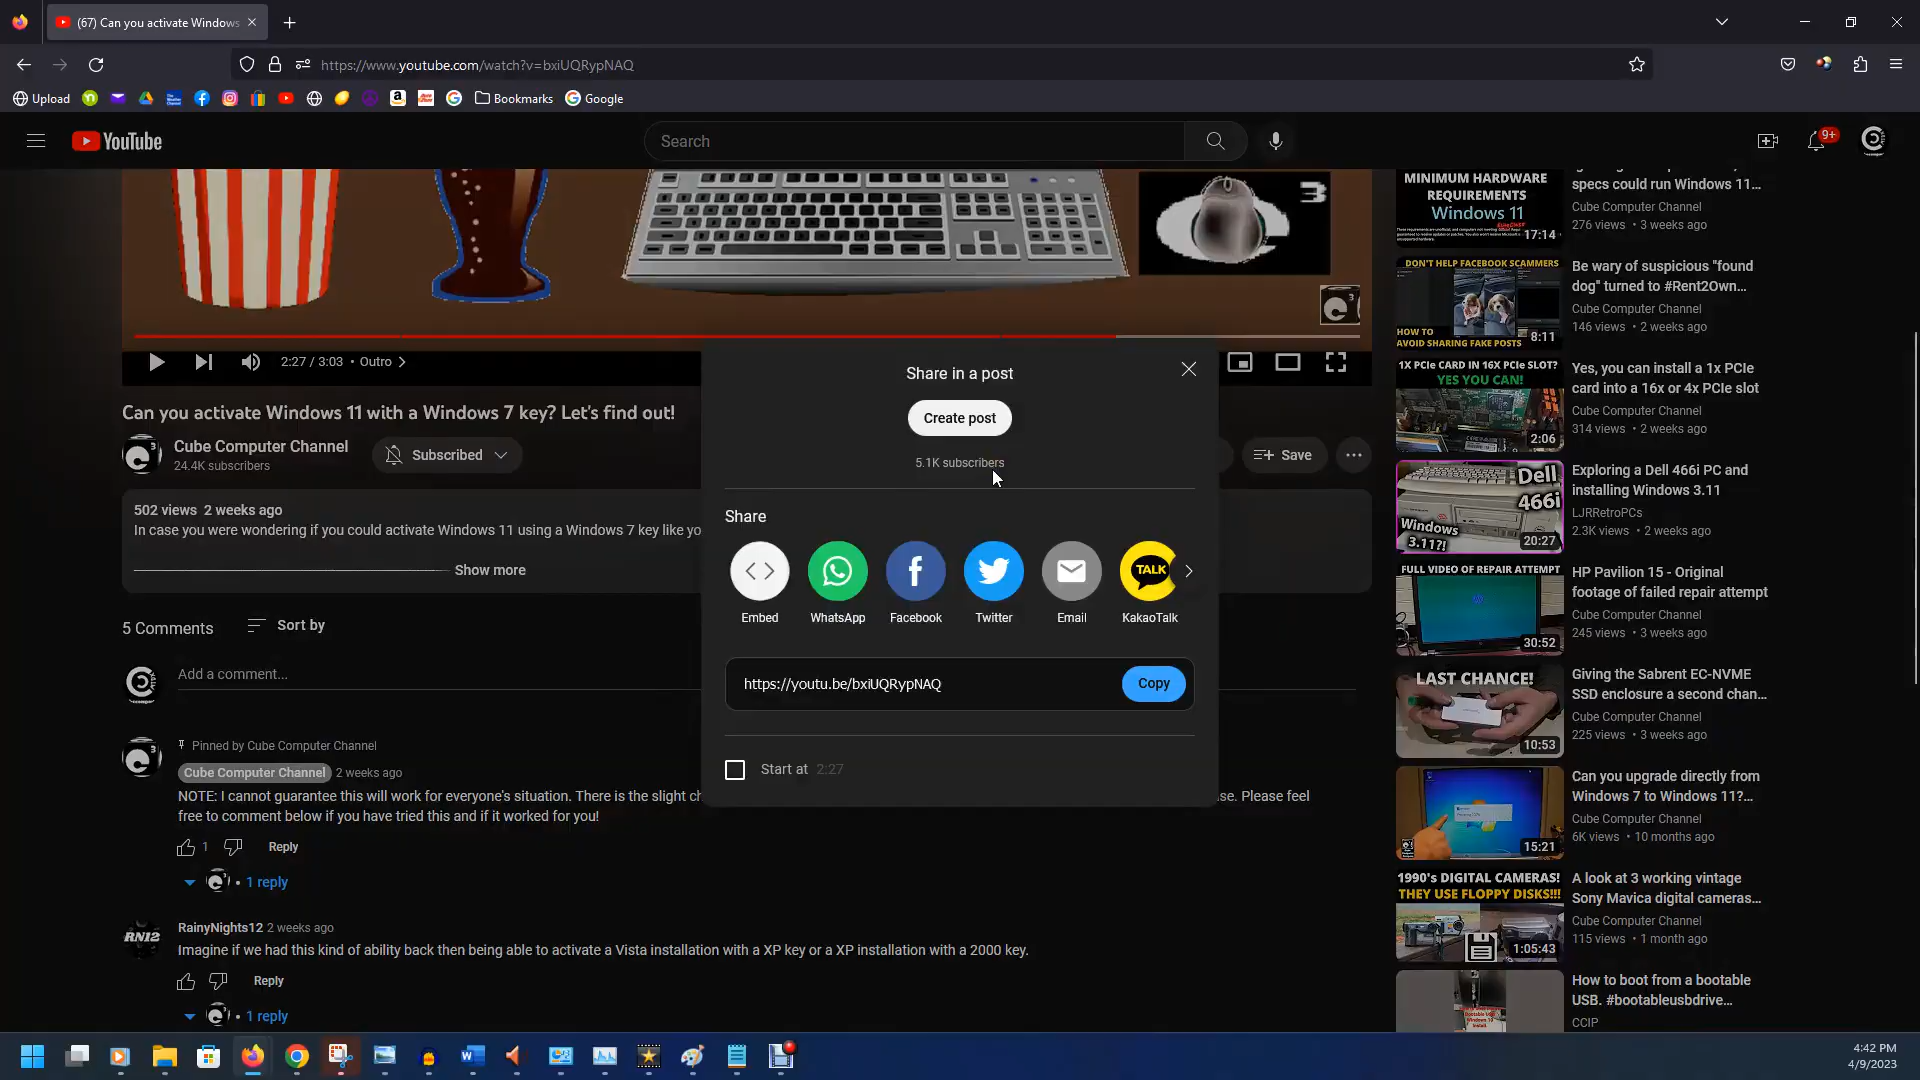 (67) Can you activate Windows
https://www.youtube.com/watch?v=bxiUQRypNAQ
Upload
Bookmarks
Google
YouTube
Search
9+
3
2:27 / 3:03 • Outro
Can you activate Windows 11 with a Windows 7 key? Let's find out!
Cube Computer Channel
24.4K subscribers
Subscribed
Save
502 views 2 weeks ago
In case you were wondering if you could activate Windows 11 using a Windows 7 key like yo
Show more
5 Comments
Sort by
Add a comment...
Pinned by Cube Computer Channel
Cube Computer Channel 2 weeks ago
NOTE: I cannot guarantee this will work for everyone's situation. There is the slight ch
se. Please feel
free to comment below if you have tried this and if it worked for you!
1
Reply
• 1 reply
RainyNights12 2 weeks ago
Imagine if we had this kind of ability back then being able to activate a Vista installation with a XP key or a XP installation with a 2000 key.
Reply
• 1 reply
Share in a post
Create post
5.1K subscribers
Share
TALK
Embed
WhatsApp
Facebook
Twitter
Email
KakaoTalk
https://youtu.be/bxiUQRypNAQ
Copy
Start at 2:27
MINIMUM HARDWARE
REQUIREMENTS
Windows 11
17:14
specs could run Windows 11...
Cube Computer Channel
276 views • 3 weeks ago
DON'T HELP FACEBOOK SCAMMERS
HOW TO
AVOID SHARING FAKE POSTS
8:11
Be wary of suspicious "found
dog" turned to #Rent2Own...
Cube Computer Channel
146 views • 2 weeks ago
1X PCIe CARD IN 16X PCIe SLOT?
YES YOU CAN!
2:06
Yes, you can install a 1x PCIe
card into a 16x or 4x PCIe slot
Cube Computer Channel
314 views • 2 weeks ago
Dell
466i
Windows
3.11?!
20:27
Exploring a Dell 466i PC and
installing Windows 3.11
LJRRetroPCs
2.3K views • 2 weeks ago
FULL VIDEO OF REPAIR ATTEMPT
30:52
HP Pavilion 15 - Original
footage of failed repair attempt
Cube Computer Channel
245 views • 3 weeks ago
LAST CHANCE!
10:53
Giving the Sabrent EC-NVME
SSD enclosure a second chan...
Cube Computer Channel
225 views • 3 weeks ago
15:21
Can you upgrade directly from
Windows 7 to Windows 11?...
Cube Computer Channel
6K views • 10 months ago
1990's DIGITAL CAMERAS!
THEY USE FLOPPY DISKS!!!
1:05:43
A look at 3 working vintage
Sony Mavica digital cameras...
Cube Computer Channel
115 views • 1 month ago
How to boot from a bootable
USB. #bootableusbdrive...
CCIP
RN12
4:42 PM
4/9/2023